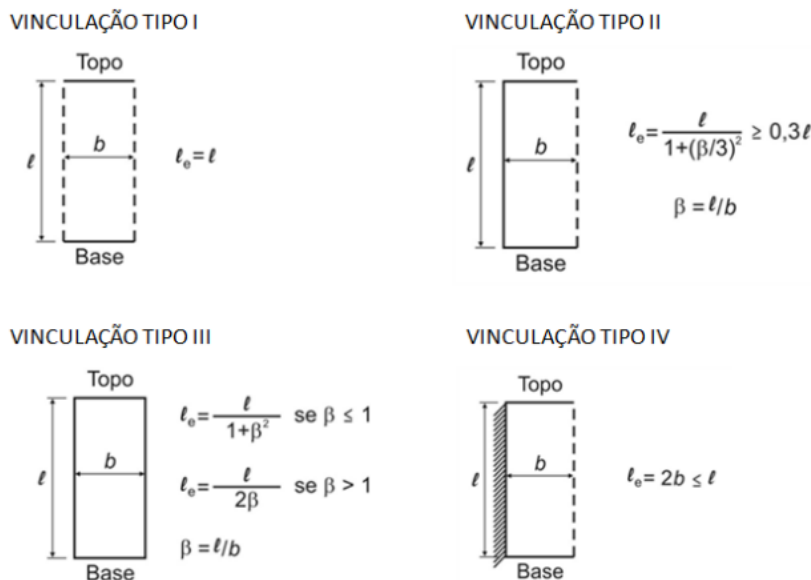 VINCULAÇÃO TIPO I
Topo
ℓ
b
ℓe = ℓ
Base
VINCULAÇÃO TIPO II
Topo
ℓ
b
ℓe = ℓ / 1+(β/3)² ≥ 0,3ℓ
β = ℓ/b
Base
VINCULAÇÃO TIPO III
Topo
ℓ
b
ℓe = ℓ / 1+β² se β ≤ 1
ℓe = ℓ / 2β se β > 1
β = ℓ/b
Base
VINCULAÇÃO TIPO IV
Topo
ℓ
b
ℓe = 2b ≤ ℓ
Base